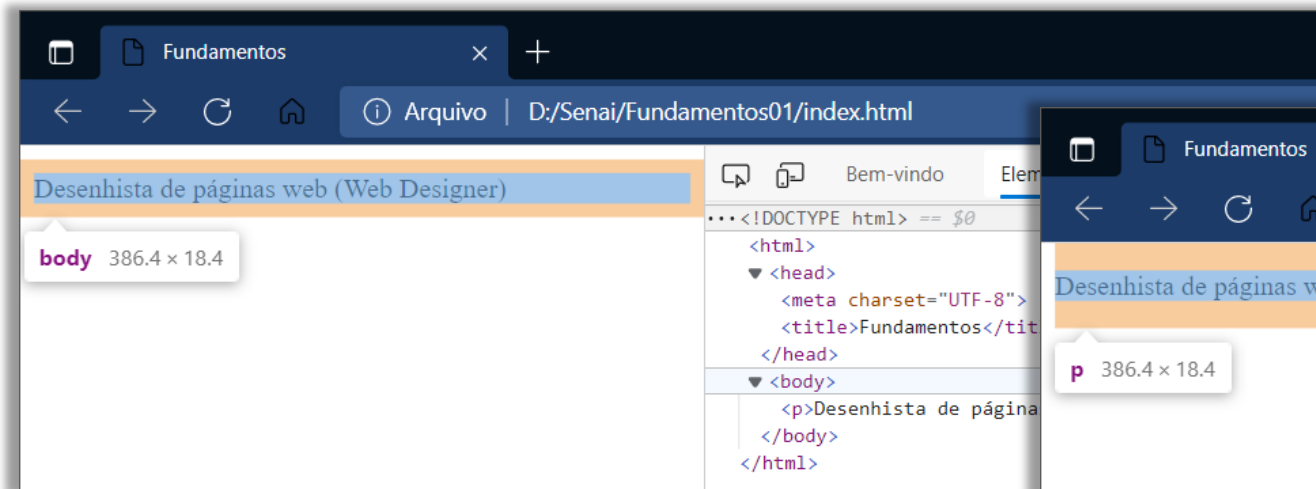 Fundamentos
Arquivo | D:/Senai/Fundamentos01/index.html
Desenhista de páginas web (Web Designer)
body 386.4 × 18.4
Bem-vindo Elem
···<!DOCTYPE html> == $0
<html>
▼<head>
<meta charset="UTF-8">
<title>Fundamentos</tit
</head>
▼<body>
<p>Desenhista de página
</body>
</html>
Fundamentos
Desenhista de páginas w
p 386.4 × 18.4